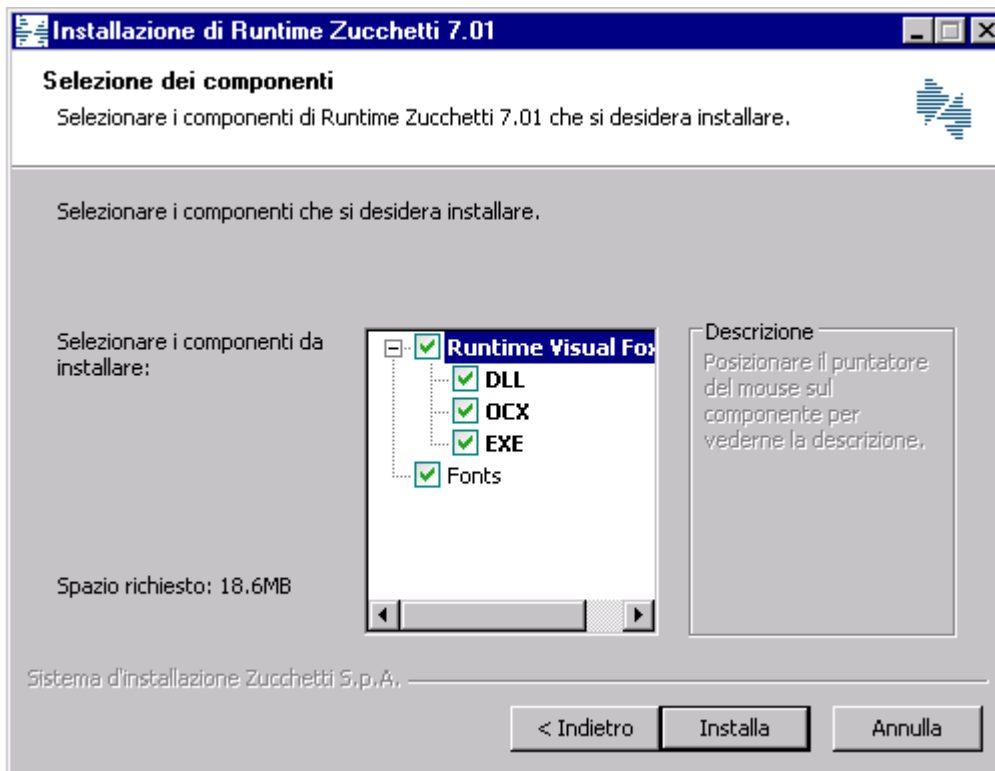 Installazione di Runtime Zucchetti 7.01
Selezione dei componenti
Selezionare i componenti di Runtime Zucchetti 7.01 che si desidera installare.
Selezionare i componenti che si desidera installare.
Selezionare i componenti da
installare:
Runtime Visual Fox
DLL
OCX
EXE
Fonts
Descrizione
Posizionare il puntatore
del mouse sul
componente per
vederne la descrizione.
Spazio richiesto: 18.6MB
Sistema d'installazione Zucchetti S.p.A.
< Indietro
Installa
Annulla